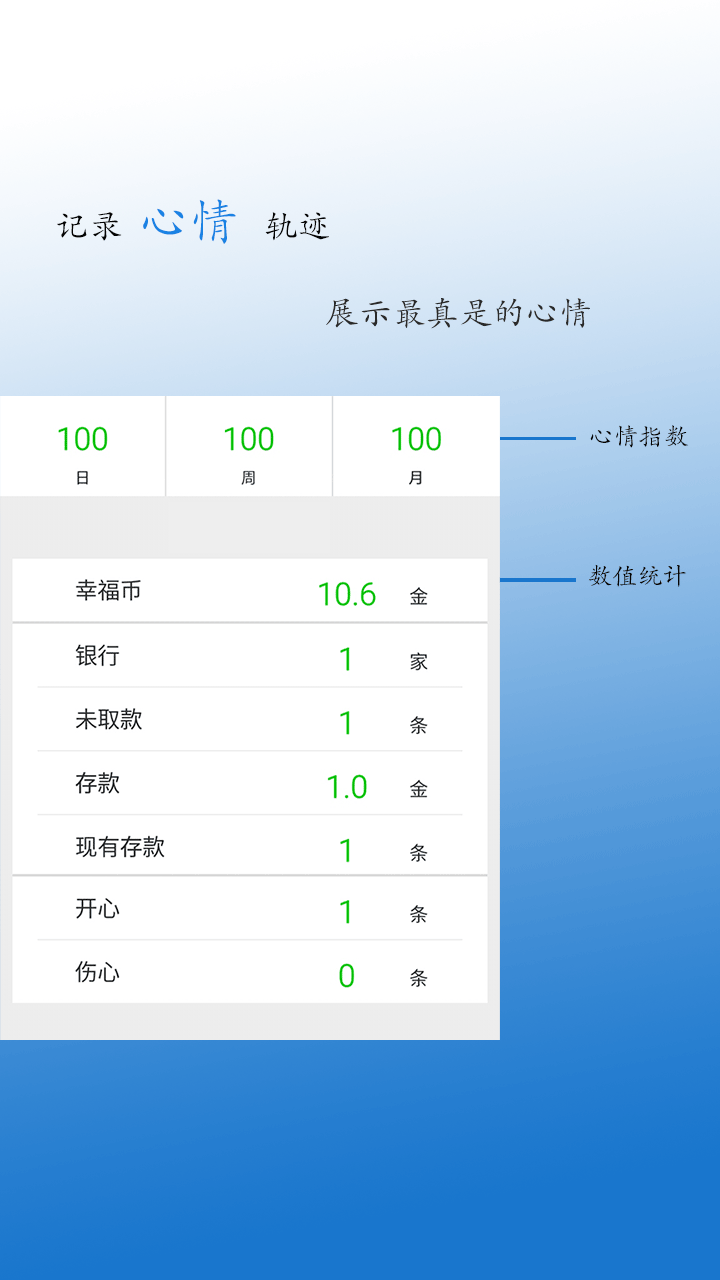 记录 心情 轨迹
展示最真是的心情
100 100 100
日 周 月
心情指数
幸福币 10.6 金
数值统计
银行 1 家
未取款 1 条
存款 1.0 金
现有存款 1 条
开心 1 条
伤心 0 条